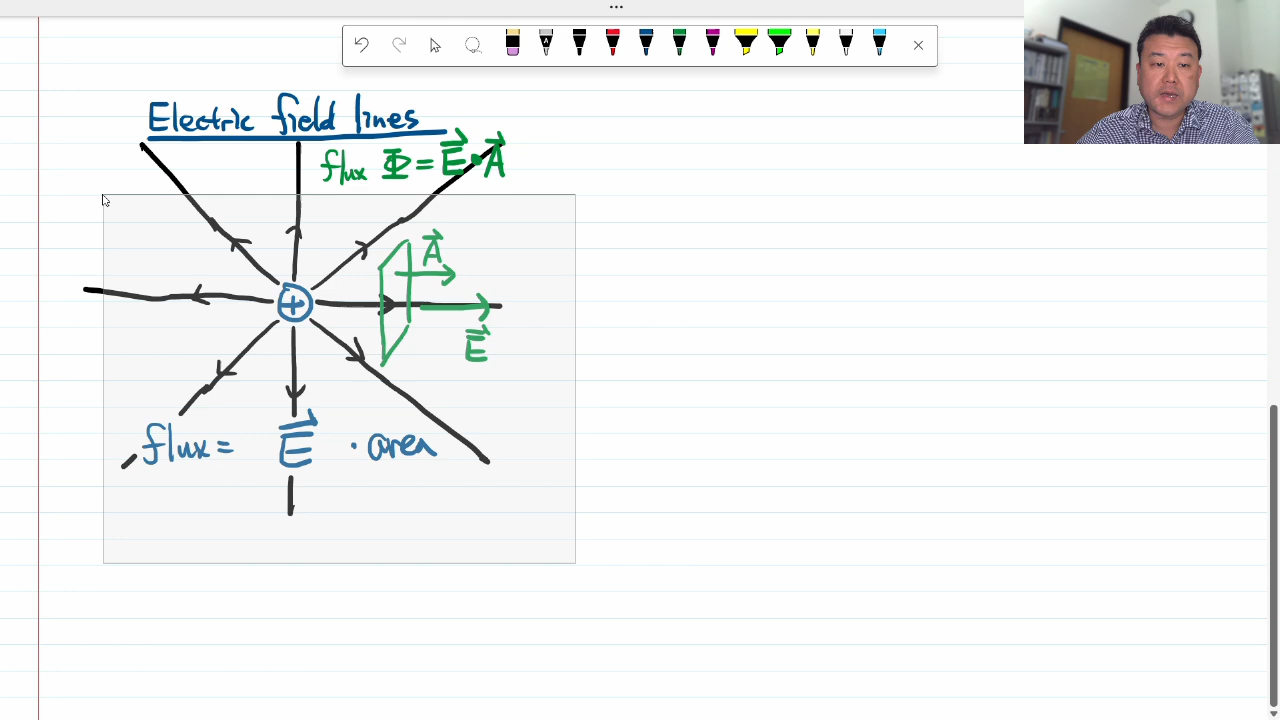 Electric field lines
flux Φ = E⃗ · A⃗
A⃗
+
E⃗
flux = E⃗ · area